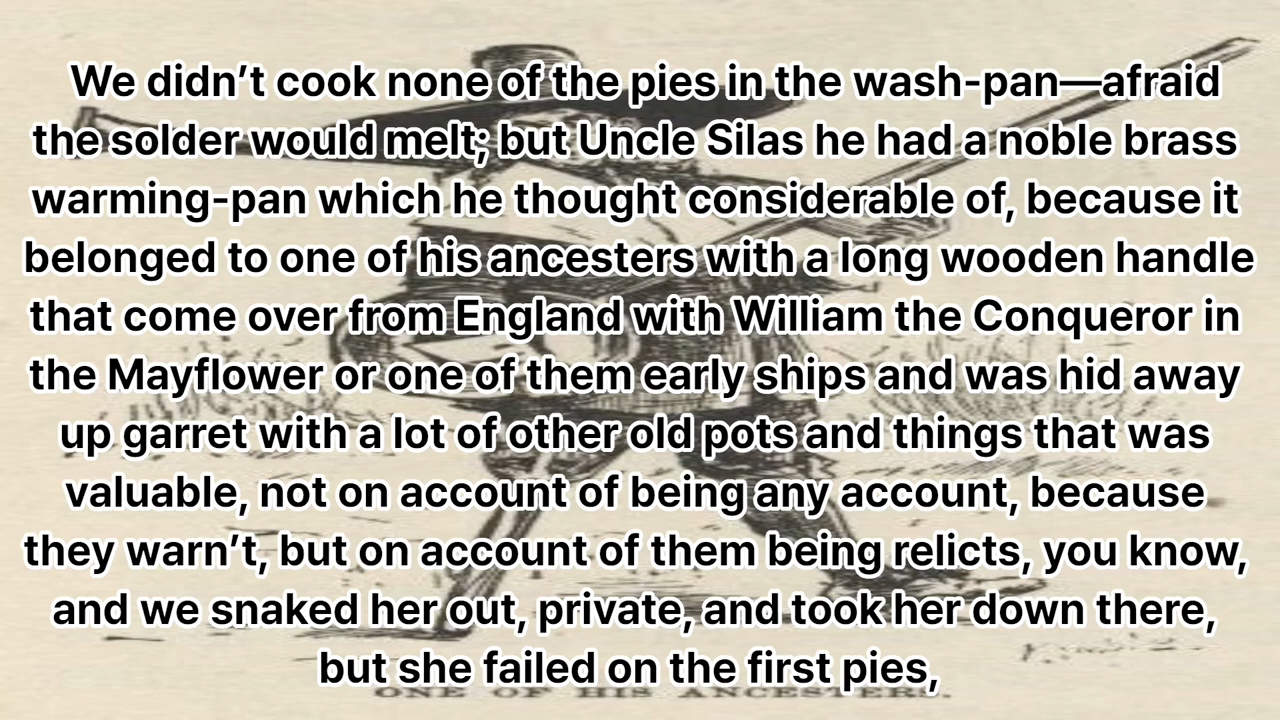 We didn’t cook none of the pies in the wash-pan—afraid
the solder would melt; but Uncle Silas he had a noble brass
warming-pan which he thought considerable of, because it
belonged to one of his ancesters with a long wooden handle
that come over from England with William the Conqueror in
the Mayflower or one of them early ships and was hid away
up garret with a lot of other old pots and things that was
valuable, not on account of being any account, because
they warn’t, but on account of them being relicts, you know,
and we snaked her out, private, and took her down there,
but she failed on the first pies,
ONE OF HIS ANCESTERS.